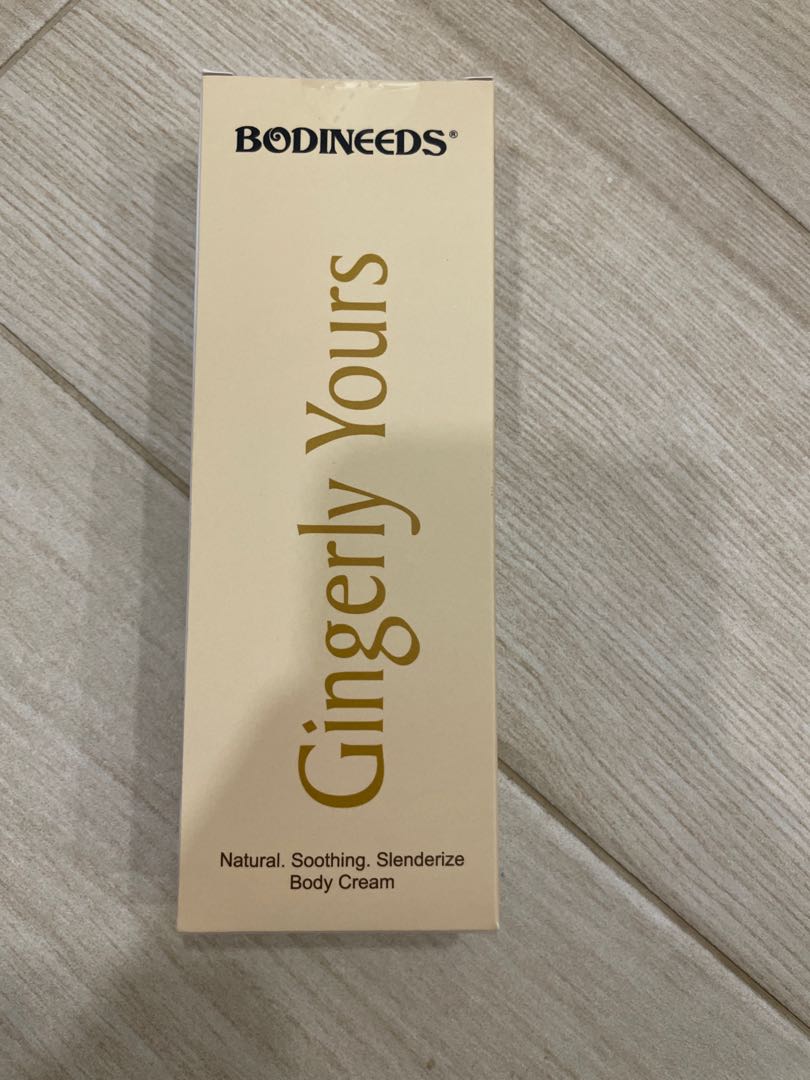 BODINEEDS®
Gingerly Yours
Natural. Soothing. Slenderize
Body Cream